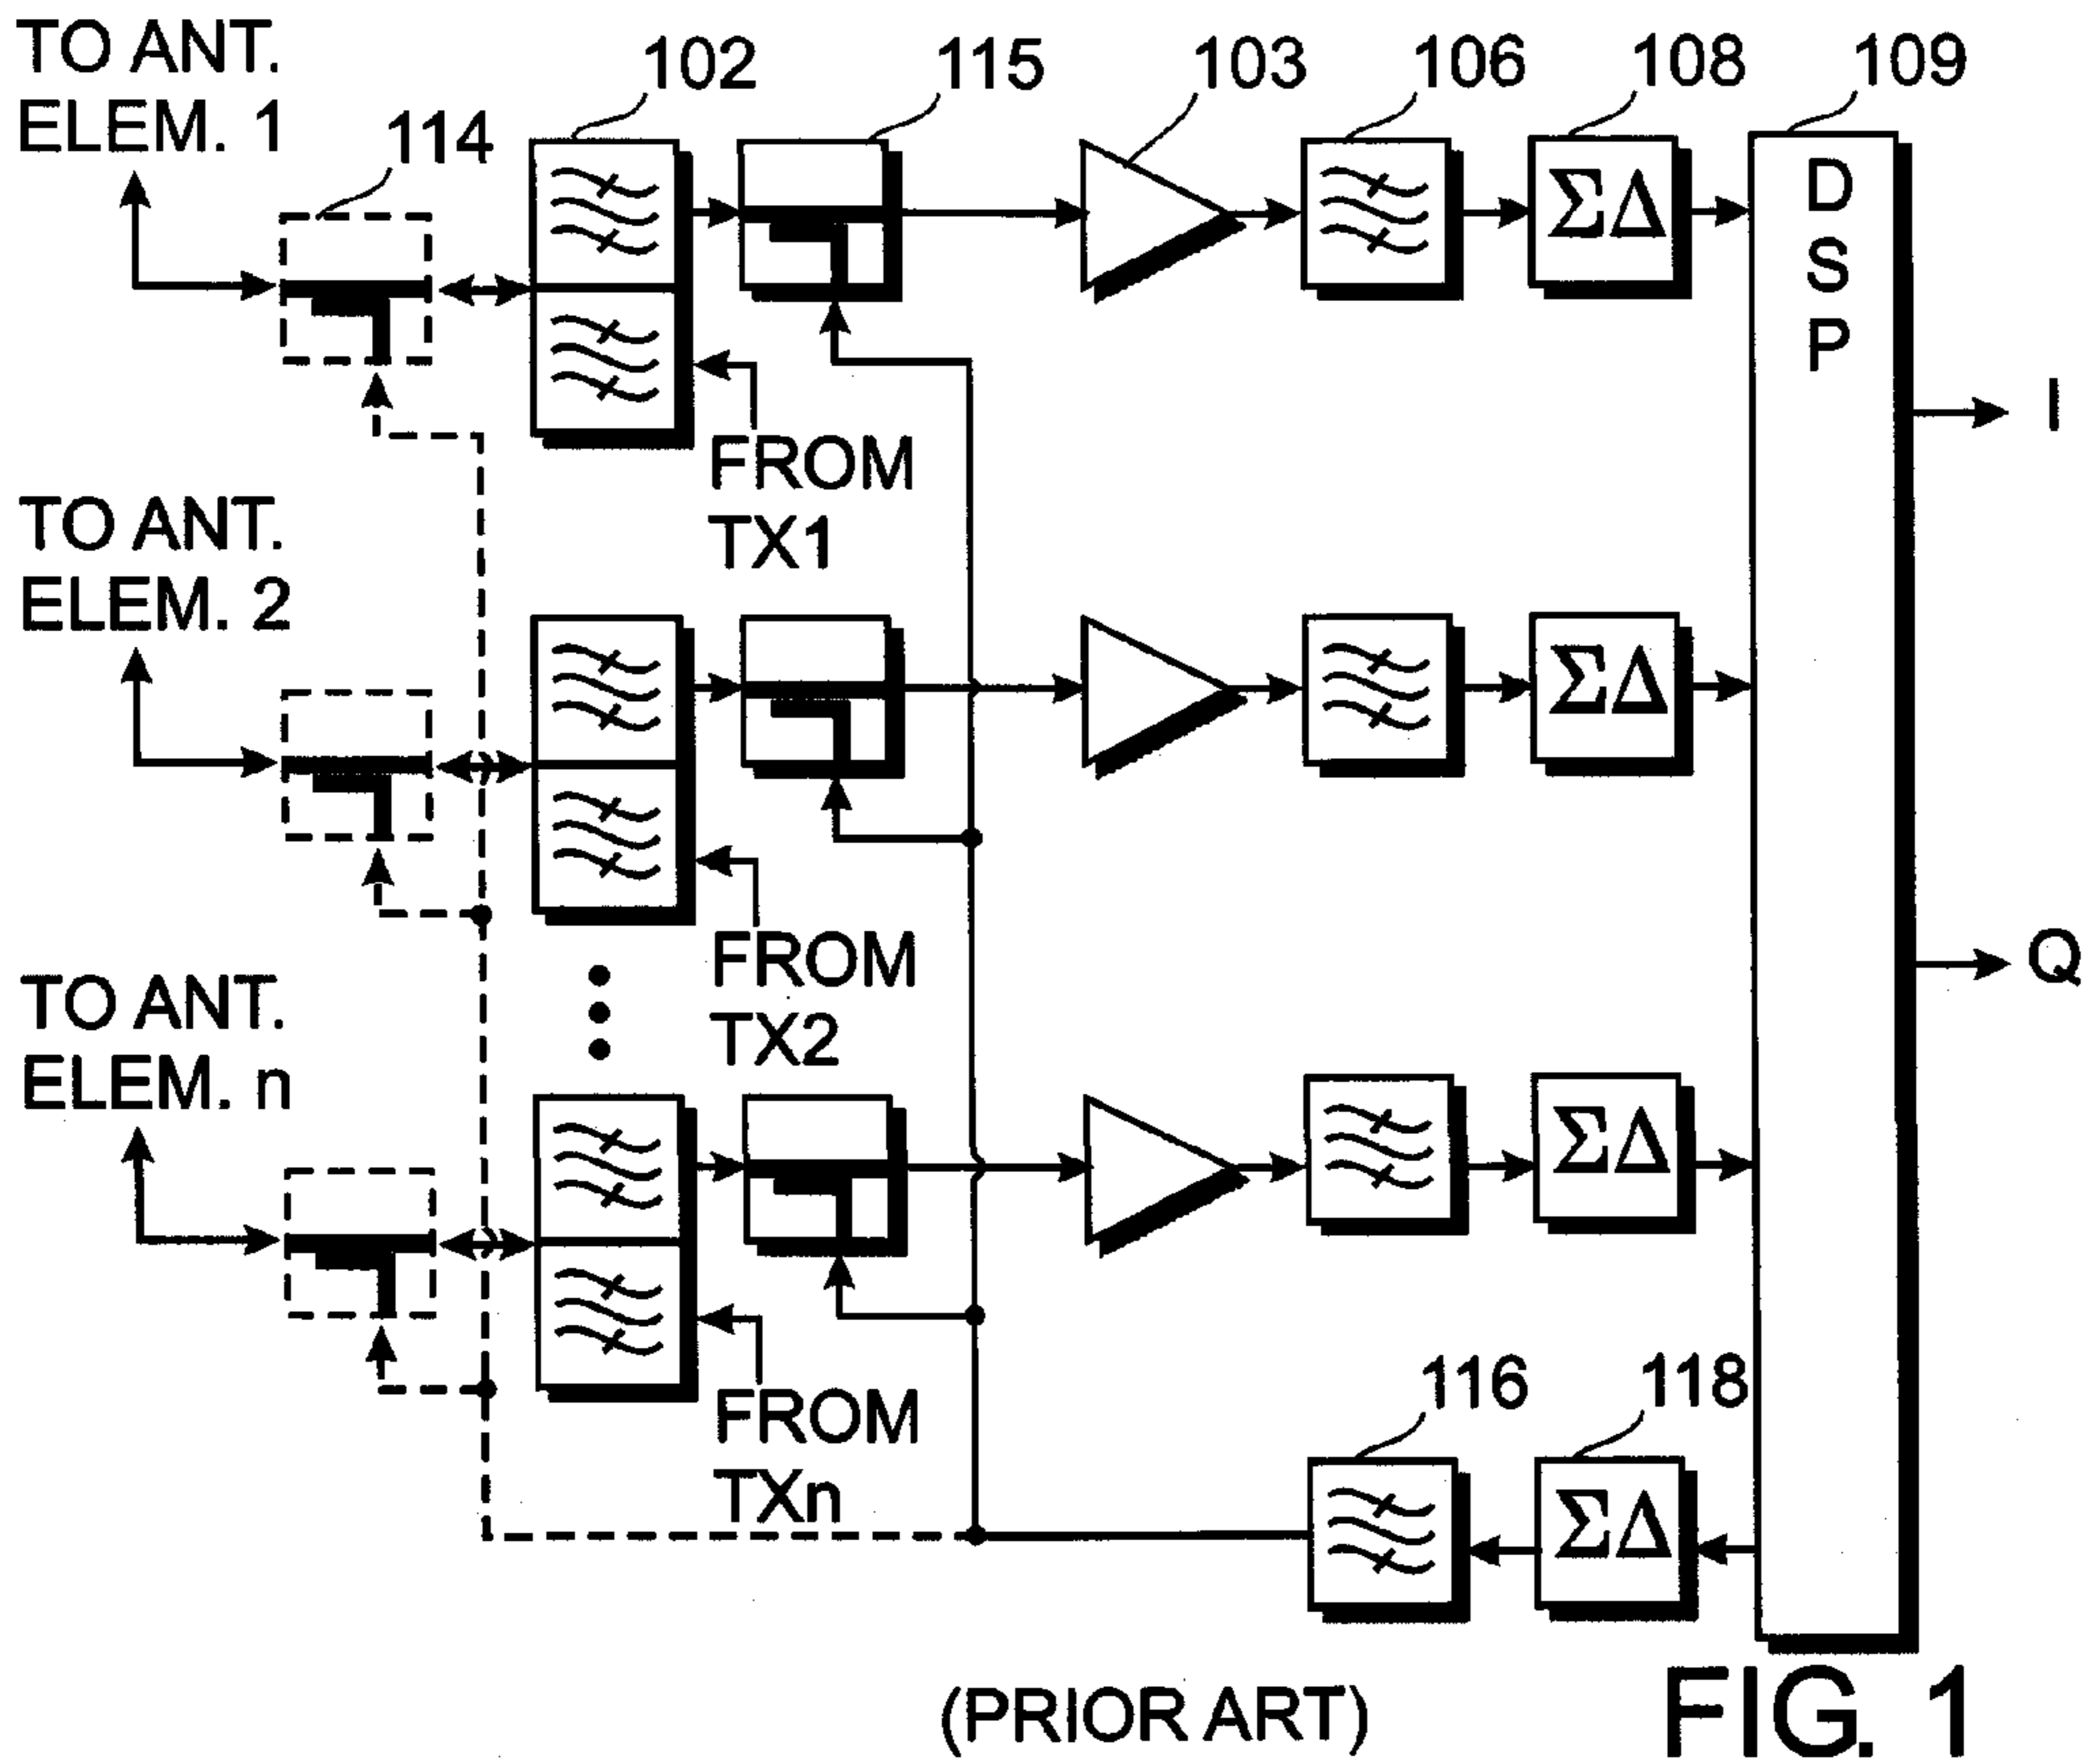 TO ANT.
ELEM. 1
114
102
115
103
106
108
109
ΣΔ
D
S
P
FROM
TX1
I
TO ANT.
ELEM. 2
ΣΔ
FROM
TX2
Q
TO ANT.
ELEM. n
ΣΔ
FROM
TXn
116
118
ΣΔ
(PRIOR ART)
FIG. 1